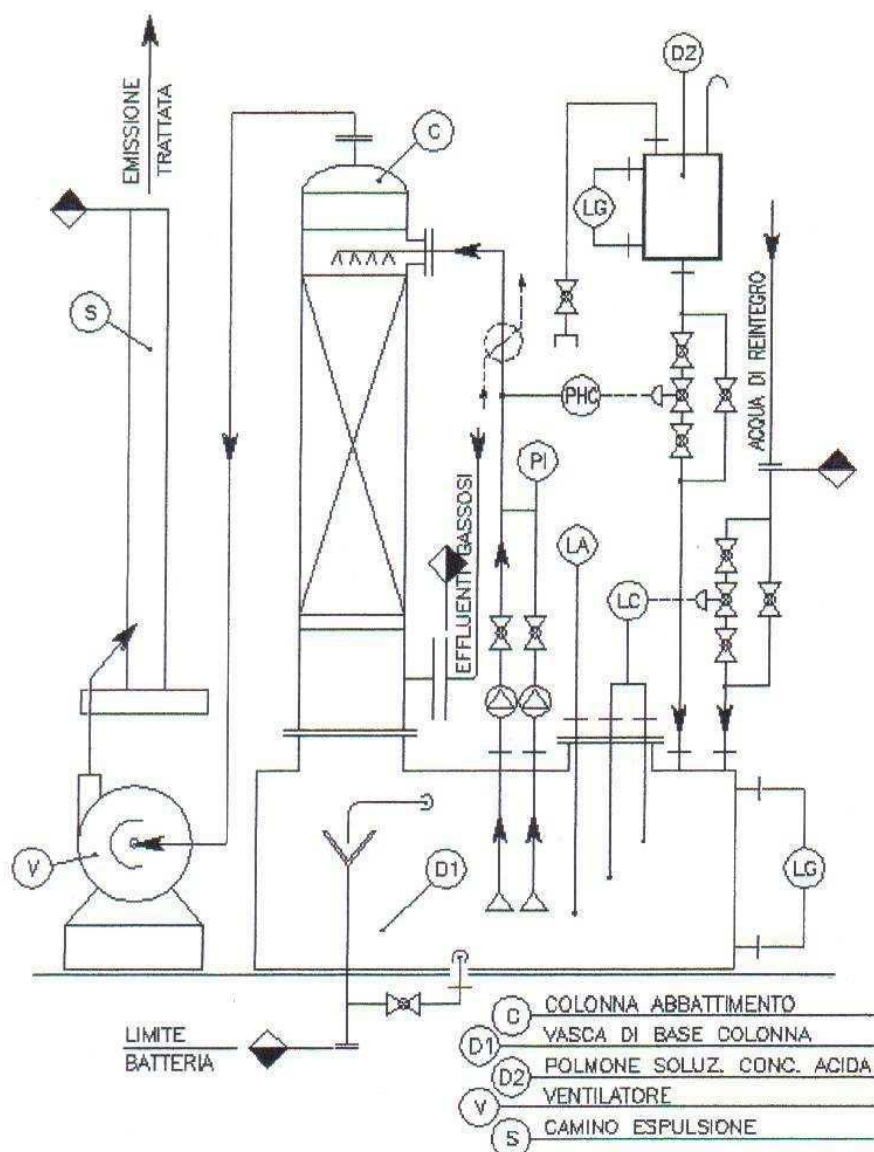 EMISSIONE
TRATTATA
D2
C
LG
S
ACQUA DI REINTEGRO
PHC
PI
EFFLUENTI GASSOSI
LA
LC
V
D1
LG
LIMITE
BATTERIA
C COLONNA ABBATTIMENTO
D1 VASCA DI BASE COLONNA
D2 POLMONE SOLUZ. CONC. ACIDA
V VENTILATORE
S CAMINO ESPULSIONE